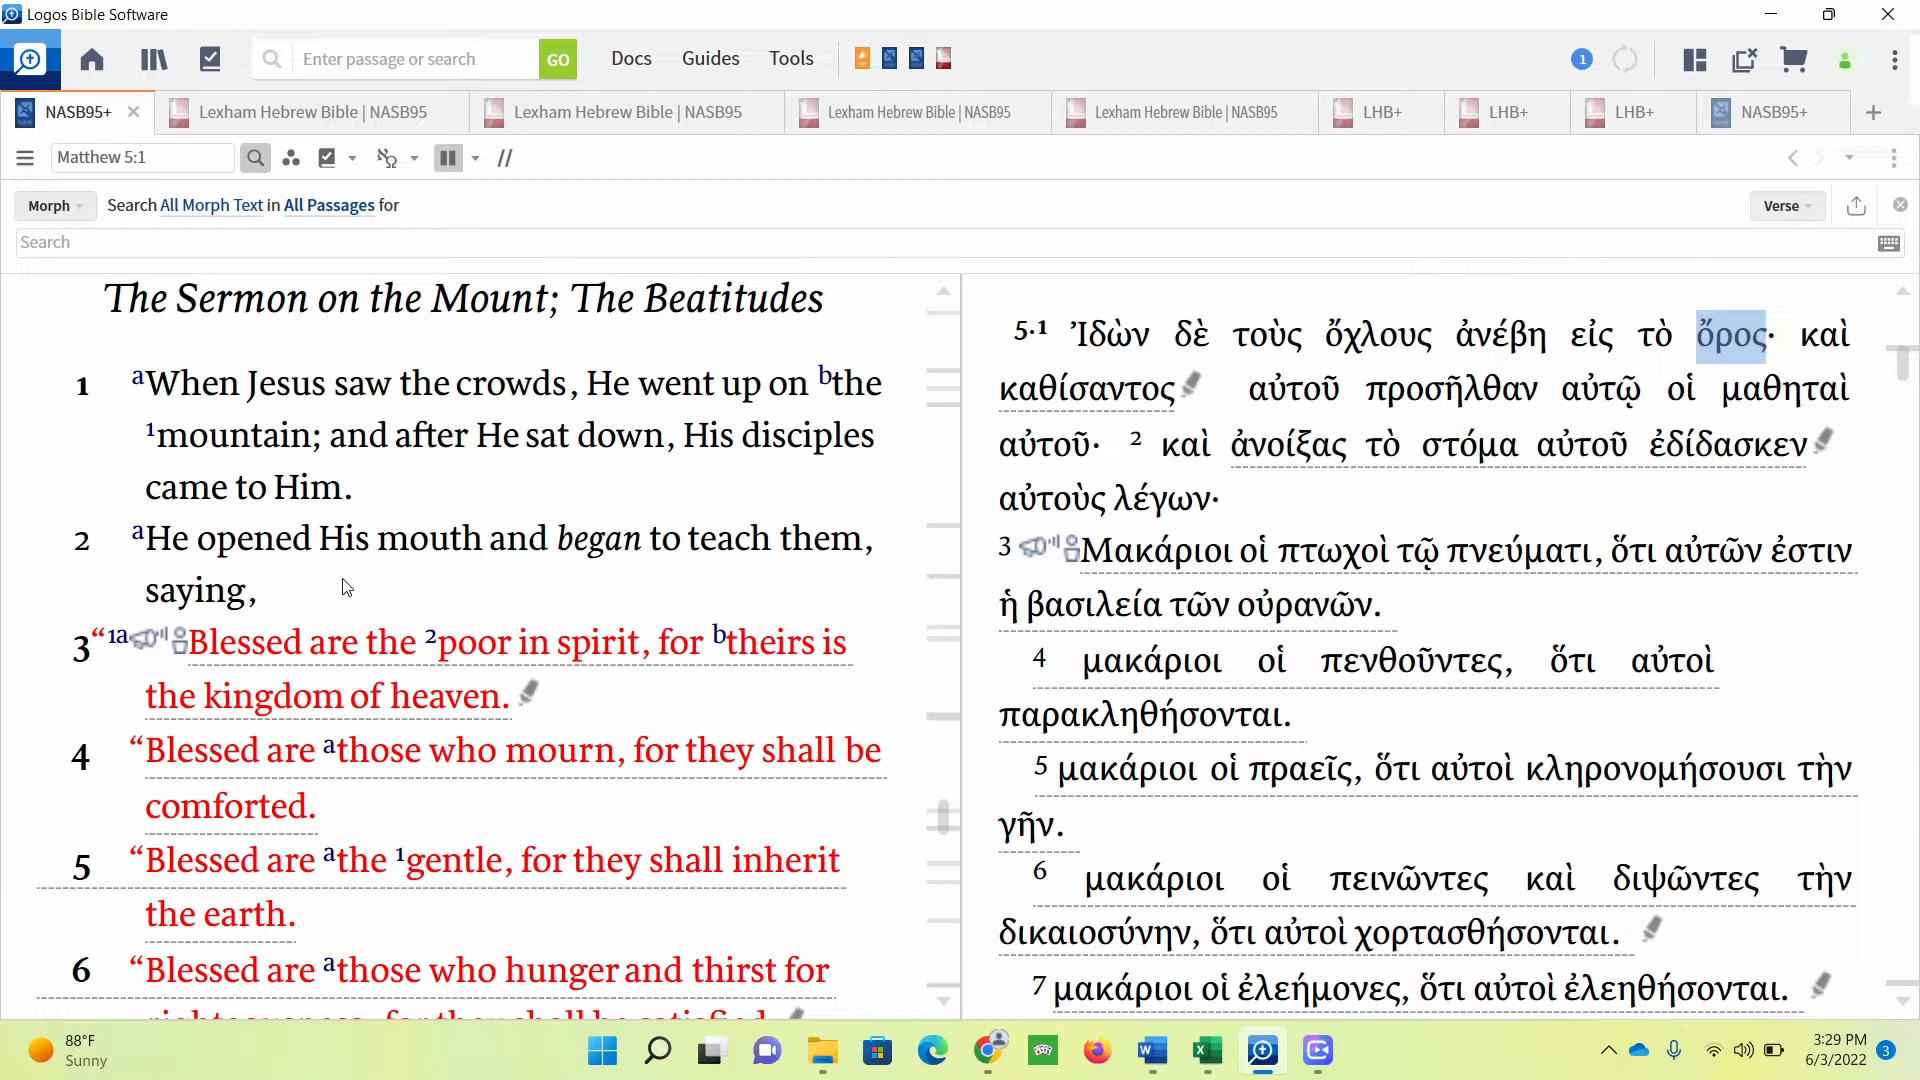 Logos Bible Software
Enter passage or search
GO
Docs
Guides
Tools
1
NASB95+
Lexham Hebrew Bible | NASB95
Lexham Hebrew Bible | NASB95
Lexham Hebrew Bible | NASB95
Lexham Hebrew Bible | NASB95
LHB+
LHB+
LHB+
NASB95+
Matthew 5:1
Morph
Search All Morph Text in All Passages for
Verse
Search
The Sermon on the Mount; The Beatitudes
1 aWhen Jesus saw the crowds, He went up on bthe
1mountain; and after He sat down, His disciples
came to Him.
2 aHe opened His mouth and began to teach them,
saying,
3 “1aBlessed are the 2poor in spirit, for btheirs is
the kingdom of heaven.
4 “Blessed are athose who mourn, for they shall be
comforted.
5 “Blessed are athe 1gentle, for they shall inherit
the earth.
6 “Blessed are athose who hunger and thirst for
righteousness, for they shall be satisfied
5·1 Ἰδὼν δὲ τοὺς ὄχλους ἀνέβη εἰς τὸ ὄρος· καὶ
καθίσαντος αὐτοῦ προσῆλθαν αὐτῷ οἱ μαθηταὶ
αὐτοῦ· 2 καὶ ἀνοίξας τὸ στόμα αὐτοῦ ἐδίδασκεν
αὐτοὺς λέγων·
3 Μακάριοι οἱ πτωχοὶ τῷ πνεύματι, ὅτι αὐτῶν ἐστιν
ἡ βασιλεία τῶν οὐρανῶν.
4 μακάριοι οἱ πενθοῦντες, ὅτι αὐτοὶ
παρακληθήσονται.
5 μακάριοι οἱ πραεῖς, ὅτι αὐτοὶ κληρονομήσουσι τὴν
γῆν.
6 μακάριοι οἱ πεινῶντες καὶ διψῶντες τὴν
δικαιοσύνην, ὅτι αὐτοὶ χορτασθήσονται.
7 μακάριοι οἱ ἐλεήμονες, ὅτι αὐτοὶ ἐλεηθήσονται.
88°F
Sunny
3:29 PM
6/3/2022
3